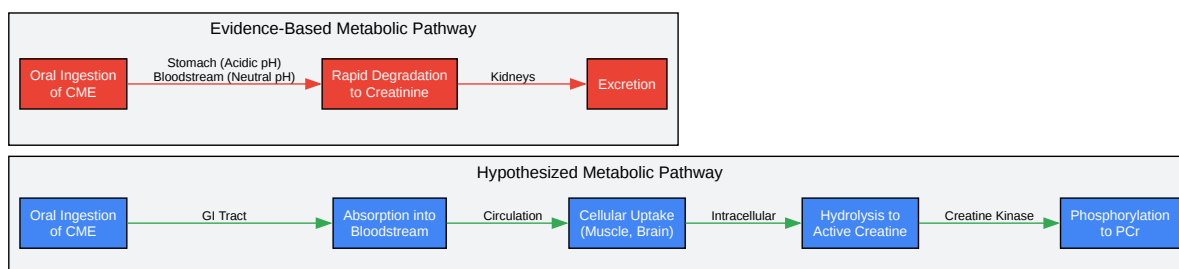 Evidence-Based Metabolic Pathway
Oral Ingestion
of CME
Stomach (Acidic pH)
Bloodstream (Neutral pH)
Rapid Degradation
to Creatinine
Kidneys
Excretion
Hypothesized Metabolic Pathway
Oral Ingestion
of CME
GI Tract
Absorption into
Bloodstream
Circulation
Cellular Uptake
(Muscle, Brain)
Intracellular
Hydrolysis to
Active Creatine
Creatine Kinase
Phosphorylation
to PCr